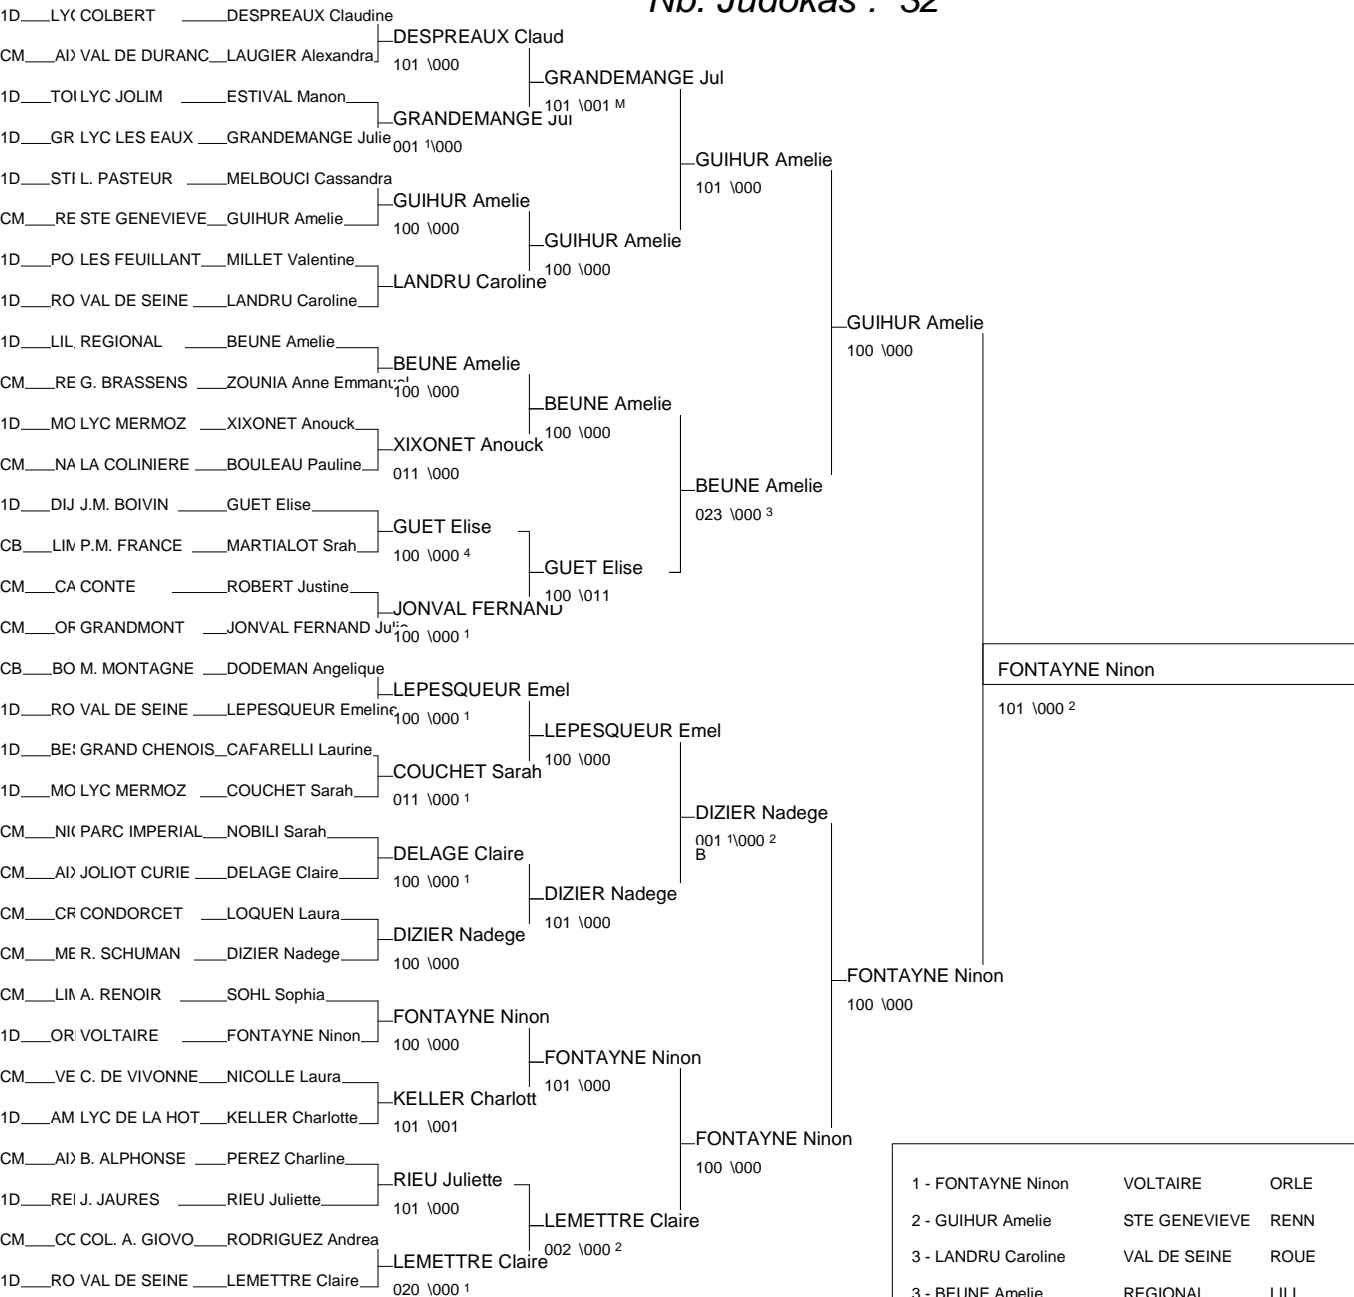 Nb. Judokas : 32
1D LY( COLBERT DESPREAUX Claudine
DESPREAUX Claud
CM AI) VAL DE DURANC LAUGIER Alexandra
101 \000
GRANDEMANGE Jul
1D TOI LYC JOLIM ESTIVAL Manon
101 \001 M
GRANDEMANGE Jul
1D GR LYC LES EAUX GRANDEMANGE Julie
001 1\000
GUIHUR Amelie
1D STI L. PASTEUR MELBOUCI Cassandra
101 \000
GUIHUR Amelie
CM RE STE GENEVIEVE GUIHUR Amelie
100 \000
GUIHUR Amelie
1D PO LES FEUILLANT MILLET Valentine
100 \000
LANDRU Caroline
1D RO VAL DE SEINE LANDRU Caroline
GUIHUR Amelie
1D LIL REGIONAL BEUNE Amelie
100 \000
BEUNE Amelie
CM RE G. BRASSENS ZOUNIA Anne Emmanuel
100 \000
BEUNE Amelie
1D MO LYC MERMOZ XIXONET Anouck
100 \000
XIXONET Anouck
CM NA LA COLINIERE BOULEAU Pauline
011 \000
BEUNE Amelie
1D DIJ J.M. BOIVIN GUET Elise
023 \000 3
GUET Elise
CB LIM P.M. FRANCE MARTIALOT Srah
100 \000 4
GUET Elise
CM CA CONTE ROBERT Justine
100 \011
JONVAL FERNAND
CM OR GRANDMONT JONVAL FERNAND Julie
100 \000 1
CB BO M. MONTAGNE DODEMAN Angelique
FONTAYNE Ninon
LEPESQUEUR Emel
1D RO VAL DE SEINE LEPESQUEUR Emeline
101 \000 2
100 \000 1
LEPESQUEUR Emel
1D BES GRAND CHENOIS CAFARELLI Laurine
100 \000
COUCHET Sarah
1D MO LYC MERMOZ COUCHET Sarah
011 \000 1
DIZIER Nadege
CM NI( PARC IMPERIAL NOBILI Sarah
001 1\000 2
B
DELAGE Claire
CM AI) JOLIOT CURIE DELAGE Claire
100 \000 1
DIZIER Nadege
CM CR CONDORCET LOQUEN Laura
101 \000
DIZIER Nadege
CM ME R. SCHUMAN DIZIER Nadege
100 \000
FONTAYNE Ninon
CM LIM A. RENOIR SOHL Sophia
100 \000
FONTAYNE Ninon
1D OR VOLTAIRE FONTAYNE Ninon
100 \000
FONTAYNE Ninon
CM VE C. DE VIVONNE NICOLLE Laura
101 \000
KELLER Charlott
1D AM LYC DE LA HOT KELLER Charlotte
101 \001
FONTAYNE Ninon
CM AI) B. ALPHONSE PEREZ Charline
100 \000
RIEU Juliette
1 - FONTAYNE Ninon VOLTAIRE ORLE
1D REI J. JAURES RIEU Juliette
101 \000
LEMETTRE Claire
2 - GUIHUR Amelie STE GENEVIEVE RENN
CM CC COL. A. GIOVO RODRIGUEZ Andrea
002 \000 2
LEMETTRE Claire
3 - LANDRU Caroline VAL DE SEINE ROUE
1D RO VAL DE SEINE LEMETTRE Claire
020 \000 1
3 - BEUNE Amelie REGIONAL LILL